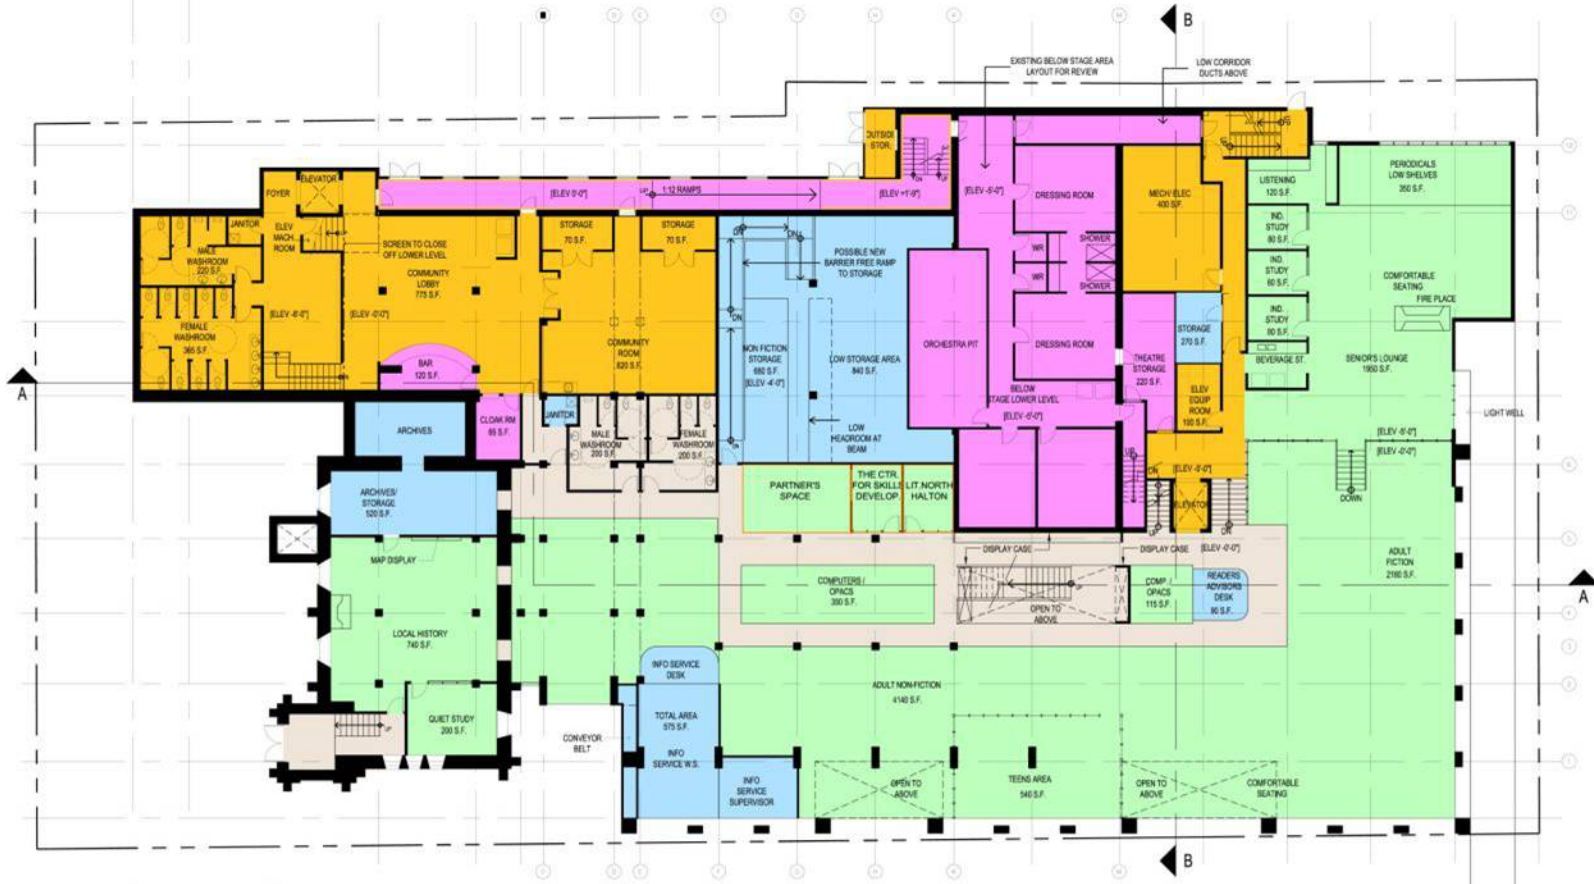 B
EXISTING BELOW STAGE AREA
LAYOUT FOR REVIEW
LOW CORRIDOR
DUCTS ABOVE
OUTSIDE
STOR.
[ELEV 0'-0"]
UP
1:12 RAMPS
[ELEV +1'-9"]
[ELEV -5'-0"]
DRESSING ROOM
MECH/ ELEC
400 S.F.
LISTENING
120 S.F.
PERIODICALS
LOW SHELVES
350 S.F.
FOYER
ELEVATOR
JANITOR
ELEV
MACH
ROOM
MALE
WASHROOM
220 S.F.
SCREEN TO CLOSE
OFF LOWER LEVEL
COMMUNITY
LOBBY
775 S.F.
STORAGE
70 S.F.
STORAGE
70 S.F.
DN
DN
POSSIBLE NEW
BARRIER FREE RAMP
TO STORAGE
WR
SHOWER
WR
SHOWER
IND.
STUDY
80 S.F.
IND.
STUDY
IND.
STUDY
80 S.F.
COMFORTABLE
SEATING
FIRE PLACE
FEMALE
WASHROOM
365 S.F.
[ELEV -0'-0"]
DN
COMMUNITY
ROOM
820 S.F.
NON FICTION
STORAGE
680 S.F.
[ELEV -4'-0"]
LOW STORAGE AREA
840 S.F.
ORCHESTRA PIT
DRESSING ROOM
STORAGE
270 S.F.
THEATRE
STORAGE
220 S.F.
BEVERAGE ST.
SENIOR'S LOUNGE
1950 S.F.
BAR
120 S.F.
BELOW
STAGE LOWER LEVEL
[ELEV -5'-0"]
ELEV
EQUIP
ROOM
100 S.F.
A
LIGHT WELL
ARCHIVES
CLOAK RM
JANITOR
MALE
WASHROOM
200 S.F.
FEMALE
WASHROOM
200 S.F.
LOW
HEADROOM AT
BEAM
UP
DN
[ELEV -0'-0"]
DOWN
ARCHIVES/
STORAGE
520 S.F.
PARTNER'S
SPACE
THE CTR.
FOR SKILLS
DEVELOP.
LIT.NORTH
HALTON
ELEVATOR
DN
[ELEV -0'-0"]
MAP DISPLAY
DISPLAY CASE
DISPLAY CASE
ADULT
FICTION
2180 S.F.
COMPUTERS /
OPACS
350 S.F.
OPEN TO
ABOVE
COMP. /
OPACS
115 S.F.
READERS
ADVISORS
DESK
90 S.F.
A
LOCAL HISTORY
740 S.F.
INFO SERVICE
DESK
ADULT NON-FICTION
4140 S.F.
QUIET STUDY
200 S.F.
TOTAL AREA
575 S.F.
CONVEYOR
BELT
INFO
SERVICE W.S.
INFO
SERVICE
SUPERVISOR
OPEN TO
ABOVE
TEENS AREA
540 S.F.
OPEN TO
ABOVE
COMFORTABLE
SEATING
B